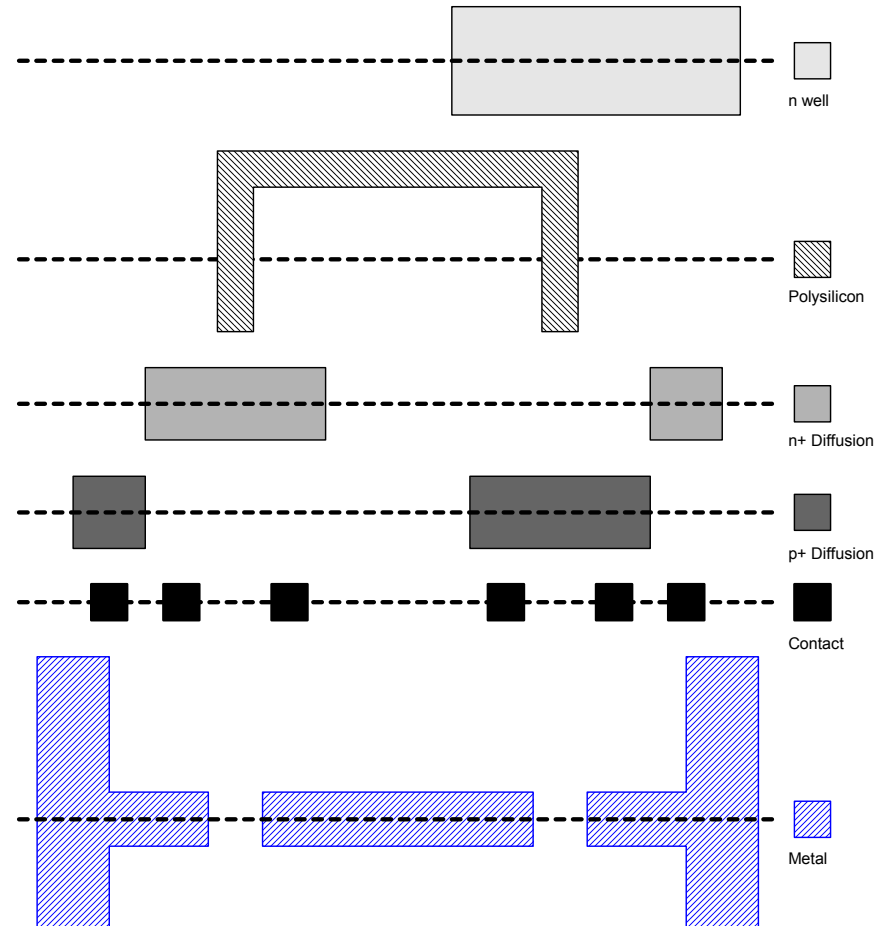 n well
Polysilicon
n+ Diffusion
p+ Diffusion
Contact
Metal